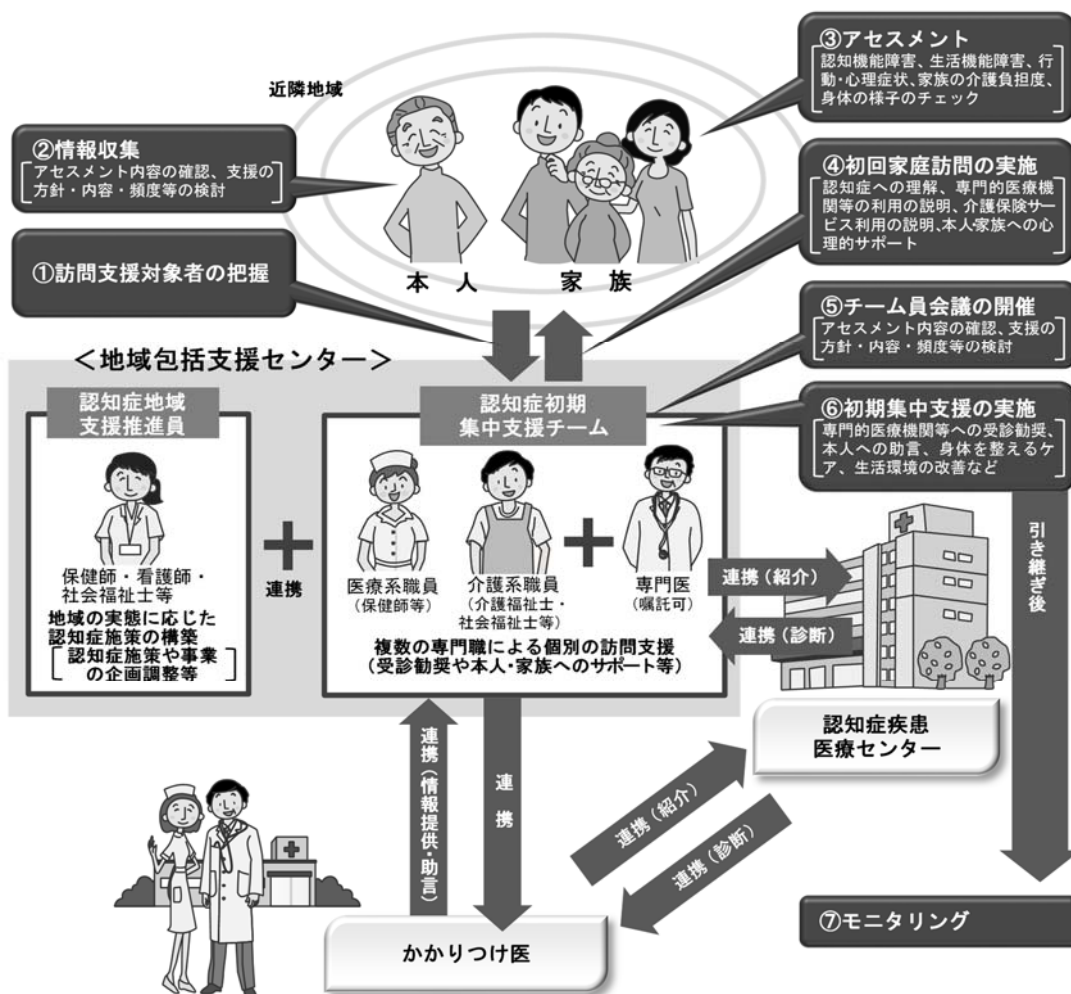 近隣地域
②情報収集
アセスメント内容の確認、支援の
方針・内容・頻度等の検討
①訪問支援対象者の把握
本人
家族
③アセスメント
認知機能障害、生活機能障害、行
動・心理症状、家族の介護負担度、
身体の様子のチェック
④初回家庭訪問の実施
認知症への理解、専門的医療機
関等の利用の説明、介護保険サー
ビス利用の説明、本人・家族への心
理的サポート
⑤チーム員会議の開催
アセスメント内容の確認、支援の
方針・内容・頻度等の検討
⑥初期集中支援の実施
専門的医療機関等への受診勧奨、
本人への助言、身体を整えるケ
ア、生活環境の改善など
＜地域包括支援センター＞
認知症地域
支援推進員
保健師・看護師・
社会福祉士等
地域の実態に応じた
認知症施策の構築
認知症施策や事業
の企画調整等
連携
認知症初期
集中支援チーム
医療系職員
（保健師等）
介護系職員
（介護福祉士・
社会福祉士等）
専門医
（嘱託可）
複数の専門職による個別の訪問支援
（受診勧奨や本人・家族へのサポート等）
連携（紹介）
連携（診断）
認知症疾患
医療センター
引き継ぎ後
連携（情報提供・助言）
連携
連携（紹介）
連携（診断）
かかりつけ医
⑦モニタリング